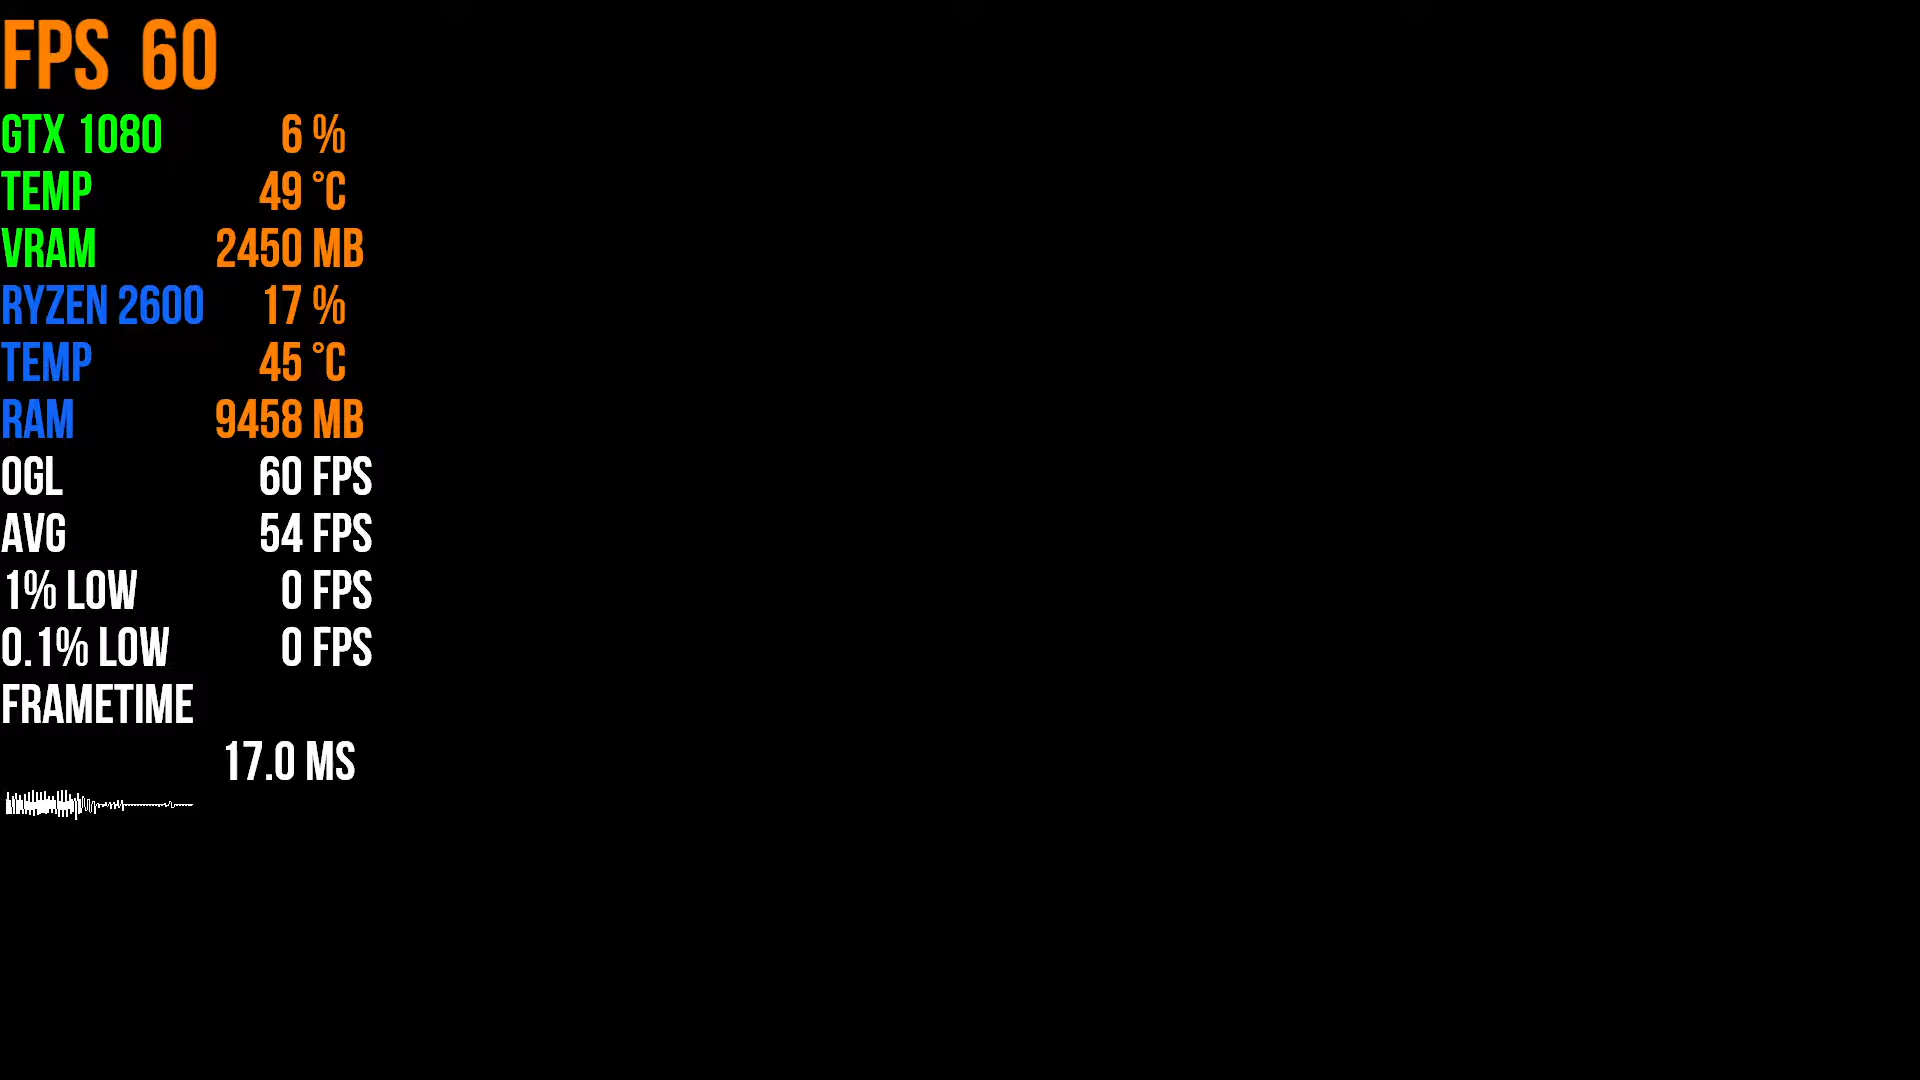 FPS 60
GTX 1080 6 %
TEMP 49 °C
VRAM 2450 MB
RYZEN 2600 17 %
TEMP 45 °C
RAM 9458 MB
OGL 60 FPS
AVG 54 FPS
1% LOW 0 FPS
0.1% LOW 0 FPS
FRAMETIME
17.0 MS